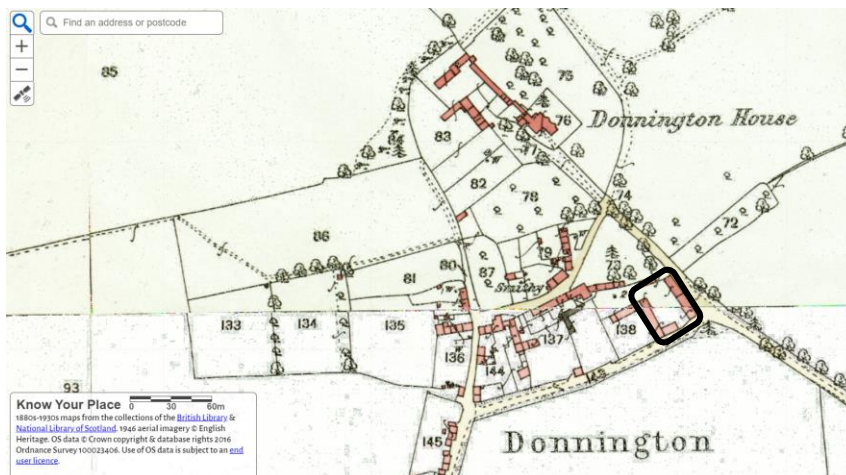 Find an address or postcode
+
−
85
75
76
Donnington House
83
84
71
82
78
74
72
86
79
80
87
81
Smithy
73
133
134
135
137
138
136
144
143
93
145
Donnington
Know Your Place 0 30 60m
1880s-1930s maps from the collections of the British Library &
National Library of Scotland. 1946 aerial imagery © English
Heritage. OS data © Crown copyright & database rights 2016
Ordnance Survey 100023406. Use of OS data is subject to an end
user licence.